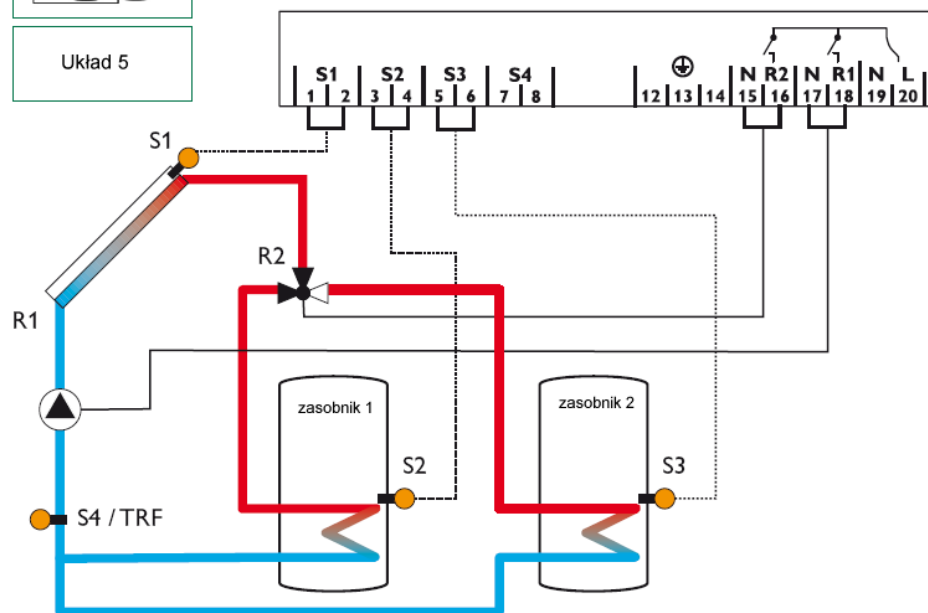 Układ 5
S1 S2 S3 S4 N R2 N R1 N L
1 2 3 4 5 6 7 8 12 13 14 15 16 17 18 19 20
S1
R2
R1
zasobnik 1
zasobnik 2
S2
S3
S4 / TRF